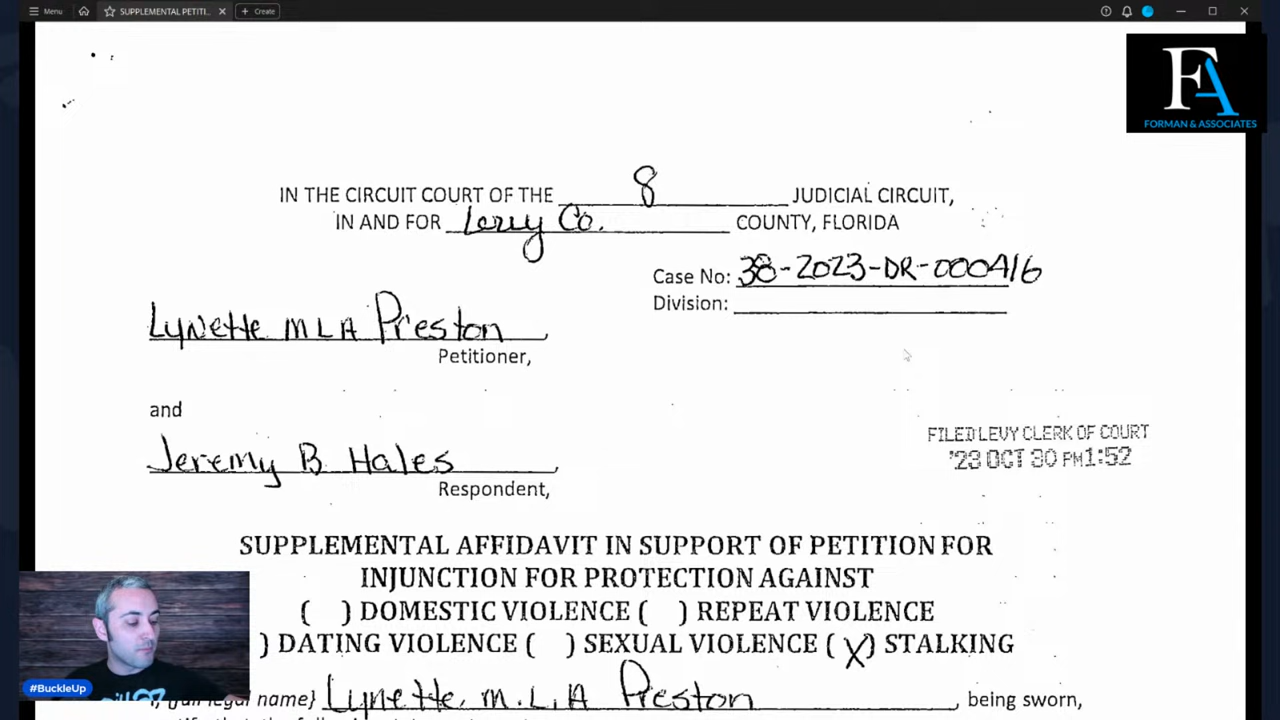 Menu
SUPPLEMENTAL PETITI...
Create
FA
FORMAN & ASSOCIATES
IN THE CIRCUIT COURT OF THE 8 JUDICIAL CIRCUIT,
IN AND FOR Levy Co. COUNTY, FLORIDA
Case No: 38-2023-DR-000416
Division:
Lynette MLA Preston
Petitioner,
and
Jeremy B Hales
Respondent,
FILED LEVY CLERK OF COURT
'23 OCT 30 PM 1:52
SUPPLEMENTAL AFFIDAVIT IN SUPPORT OF PETITION FOR
INJUNCTION FOR PROTECTION AGAINST
( ) DOMESTIC VIOLENCE ( ) REPEAT VIOLENCE
) DATING VIOLENCE ( ) SEXUAL VIOLENCE (X) STALKING
legal name} Lynette. M.L.A Preston, being sworn,
#BuckleUp